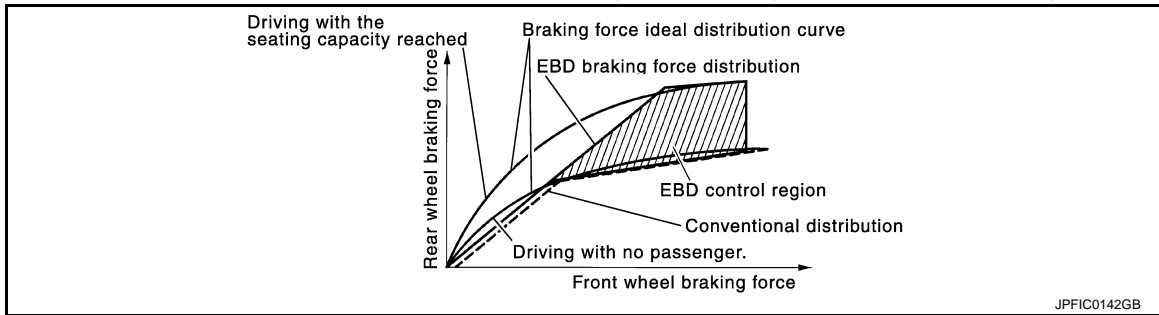 Driving with the
seating capacity reached
Braking force ideal distribution curve
EBD braking force distribution
Rear wheel braking force
EBD control region
Conventional distribution
Driving with no passenger.
Front wheel braking force
JPFIC0142GB